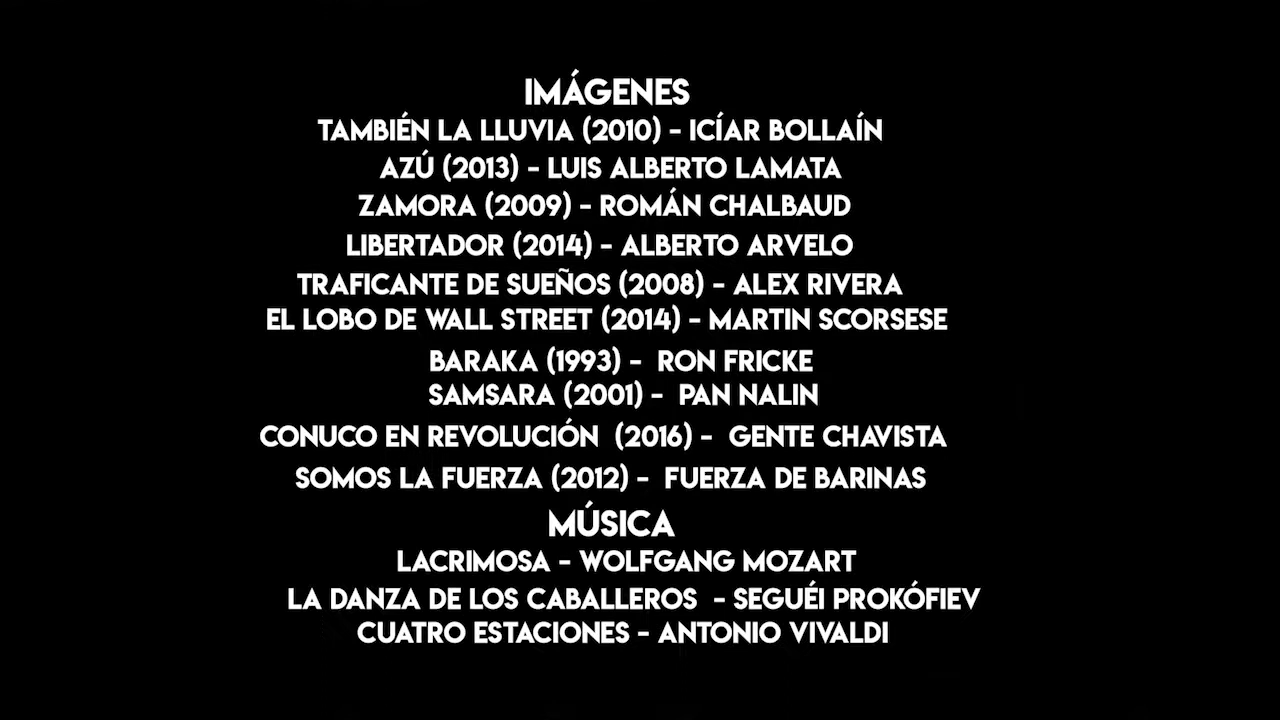 IMÁGENES
TAMBIÉN LA LLUVIA (2010) - ICÍAR BOLLAÍN
AZÚ (2013) - LUIS ALBERTO LAMATA
ZAMORA (2009) - ROMÁN CHALBAUD
LIBERTADOR (2014) - ALBERTO ARVELO
TRAFICANTE DE SUEÑOS (2008) - ALEX RIVERA
EL LOBO DE WALL STREET (2014) - MARTIN SCORSESE
BARAKA (1993) - RON FRICKE
SAMSARA (2001) - PAN NALIN
CONUCO EN REVOLUCIÓN (2016) - GENTE CHAVISTA
SOMOS LA FUERZA (2012) - FUERZA DE BARINAS
MÚSICA
LACRIMOSA - WOLFGANG MOZART
LA DANZA DE LOS CABALLEROS - SEGUÉI PROKÓFIEV
CUATRO ESTACIONES - ANTONIO VIVALDI